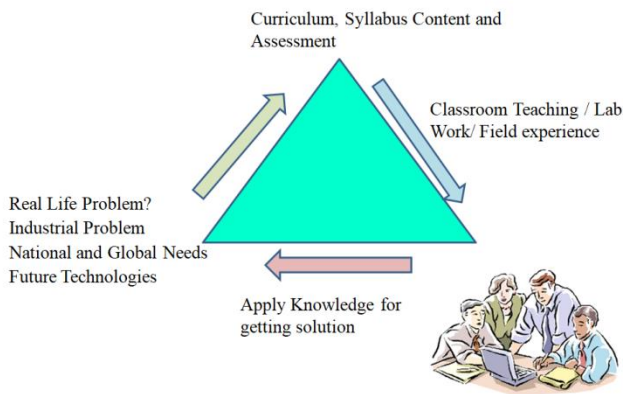 Curriculum, Syllabus Content and
Assessment
Classroom Teaching / Lab
Work/ Field experience
Real Life Problem?
Industrial Problem
National and Global Needs
Future Technologies
Apply Knowledge for
getting solution